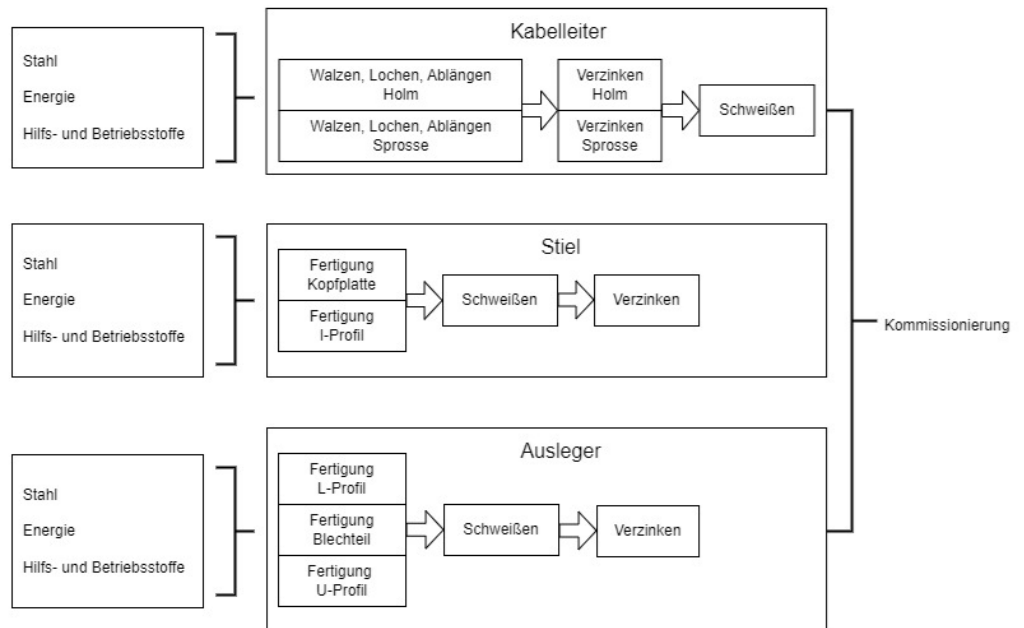 Kabelleiter
Stahl
Energie
Hilfs- und Betriebsstoffe
Walzen, Lochen, Ablängen
Holm
Walzen, Lochen, Ablängen
Sprosse
Verzinken
Holm
Verzinken
Sprosse
Schweißen
Stiel
Stahl
Energie
Hilfs- und Betriebsstoffe
Fertigung
Kopfplatte
Fertigung
I-Profil
Schweißen
Verzinken
Kommissionierung
Ausleger
Stahl
Energie
Hilfs- und Betriebsstoffe
Fertigung
L-Profil
Fertigung
Blechteil
Fertigung
U-Profil
Schweißen
Verzinken